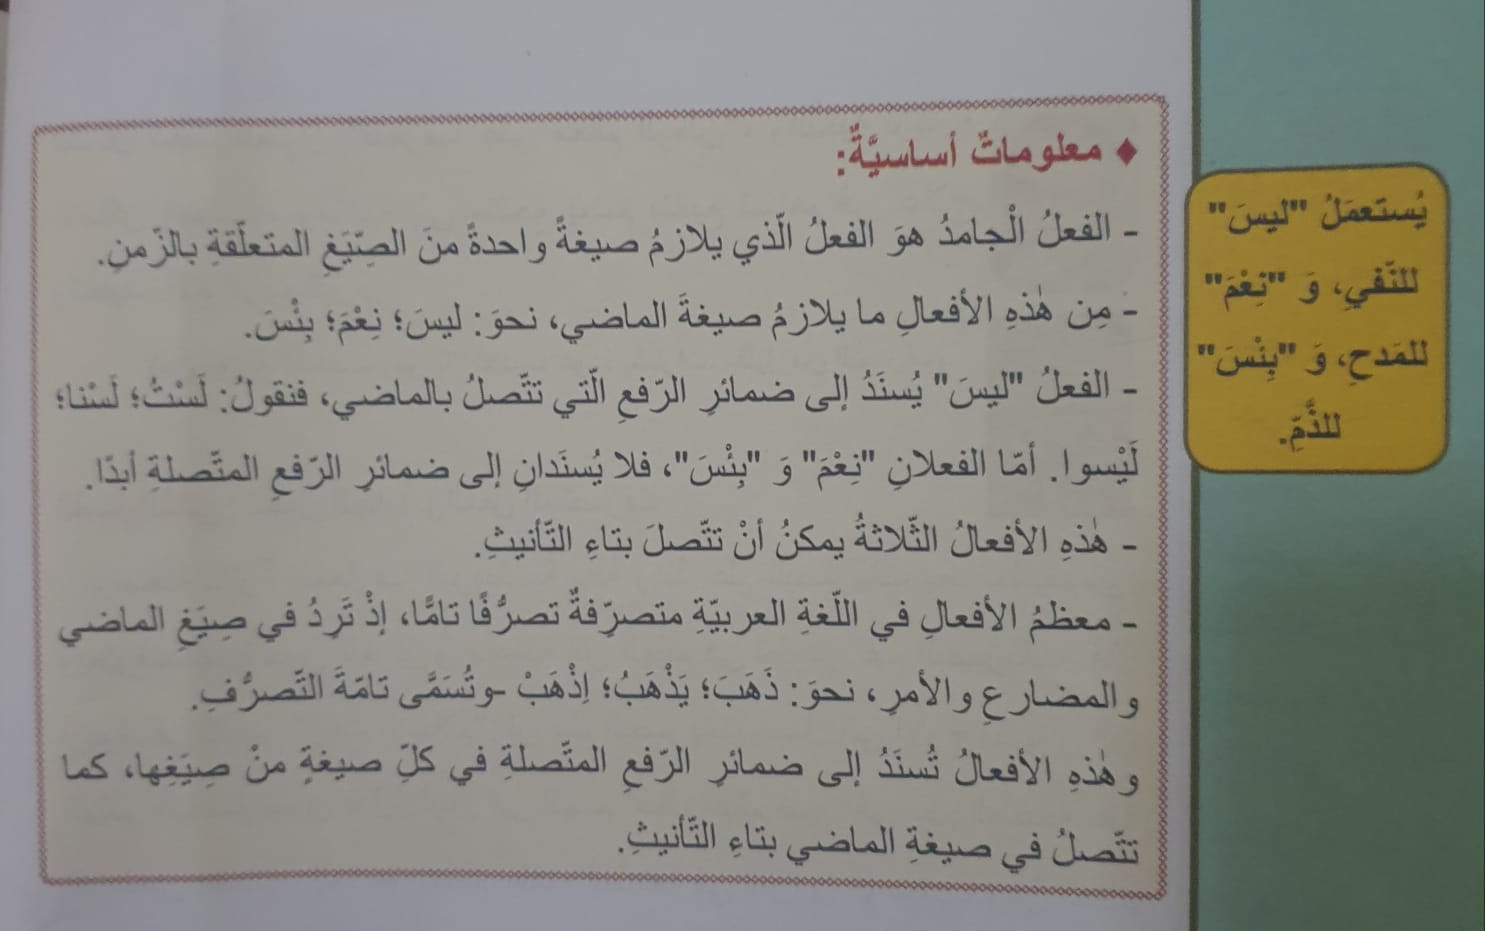 ♦ معلوماتٌ أساسيَّةٌ:
- الفعلُ الْجامدُ هوَ الفعلُ الّذي يلازمُ صيغةً واحدةً منَ الصِّيَغِ المتعلّقةِ بالزّمنِ.
- مِن هٰذهِ الأفعالِ ما يلازمُ صيغةَ الماضي، نحوَ: ليسَ؛ نِعْمَ؛ بِئْسَ.
- الفعلُ "ليسَ" يُسنَدُ إلى ضمائرِ الرّفعِ الّتي تتّصلُ بالماضي، فنقولُ: لَسْتُ؛ لَسْنا؛
لَيْسوا. أمّا الفعلانِ "نِعْمَ" وَ "بِئْسَ"، فلا يُسنَدانِ إلى ضمائرِ الرّفعِ المتّصلةِ أبدًا.
- هٰذهِ الأفعالُ الثّلاثةُ يمكنُ أنْ تتّصلَ بتاءِ التّأنيثِ.
- معظمُ الأفعالِ في اللّغةِ العربيّةِ متصرّفةٌ تصرُّفًا تامًّا، إذْ تَرِدُ في صِيَغِ الماضي
والمضارعِ والأمرِ، نحوَ: ذَهَبَ؛ يَذْهَبُ؛ اِذْهَبْ -وتُسَمَّى تامّةَ التّصرُّفِ.
وهٰذهِ الأفعالُ تُسنَدُ إلى ضمائرِ الرّفعِ المتّصلةِ في كلِّ صيغةٍ منْ صِيَغِها، كما
تتّصلُ في صيغةِ الماضي بتاءِ التّأنيثِ.
يُستعمَلُ "ليسَ"
للنّفيِ، وَ "نِعْمَ"
للمَدحِ، وَ "بِئْسَ"
للذَّمِّ.